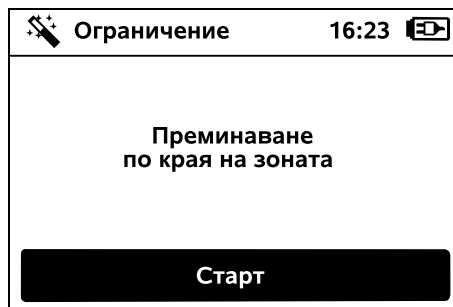 Ограничение 16:23
Преминаване
по края на зоната
Старт